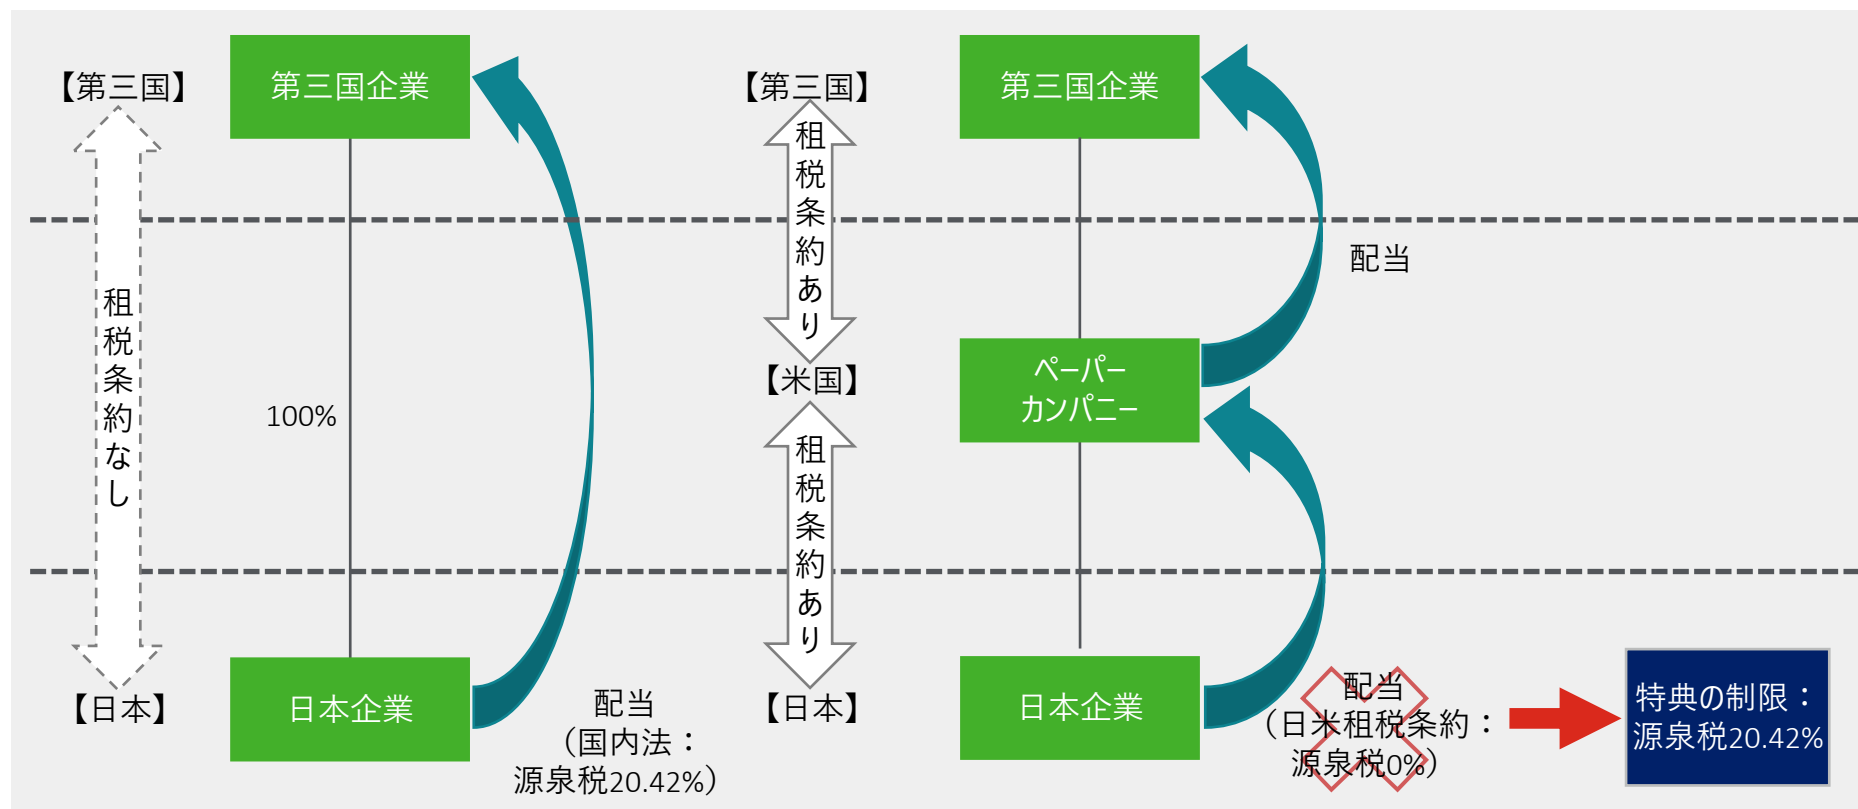 【第三国】
第三国企業
租税条約なし
100%
【日本】
日本企業
配当
（国内法：
源泉税20.42%）
【第三国】
第三国企業
租税条約あり
配当
【米国】
ペーパー
カンパニー
租税条約あり
【日本】
日本企業
配当
（日米租税条約：
源泉税0%）
特典の制限：
源泉税20.42%